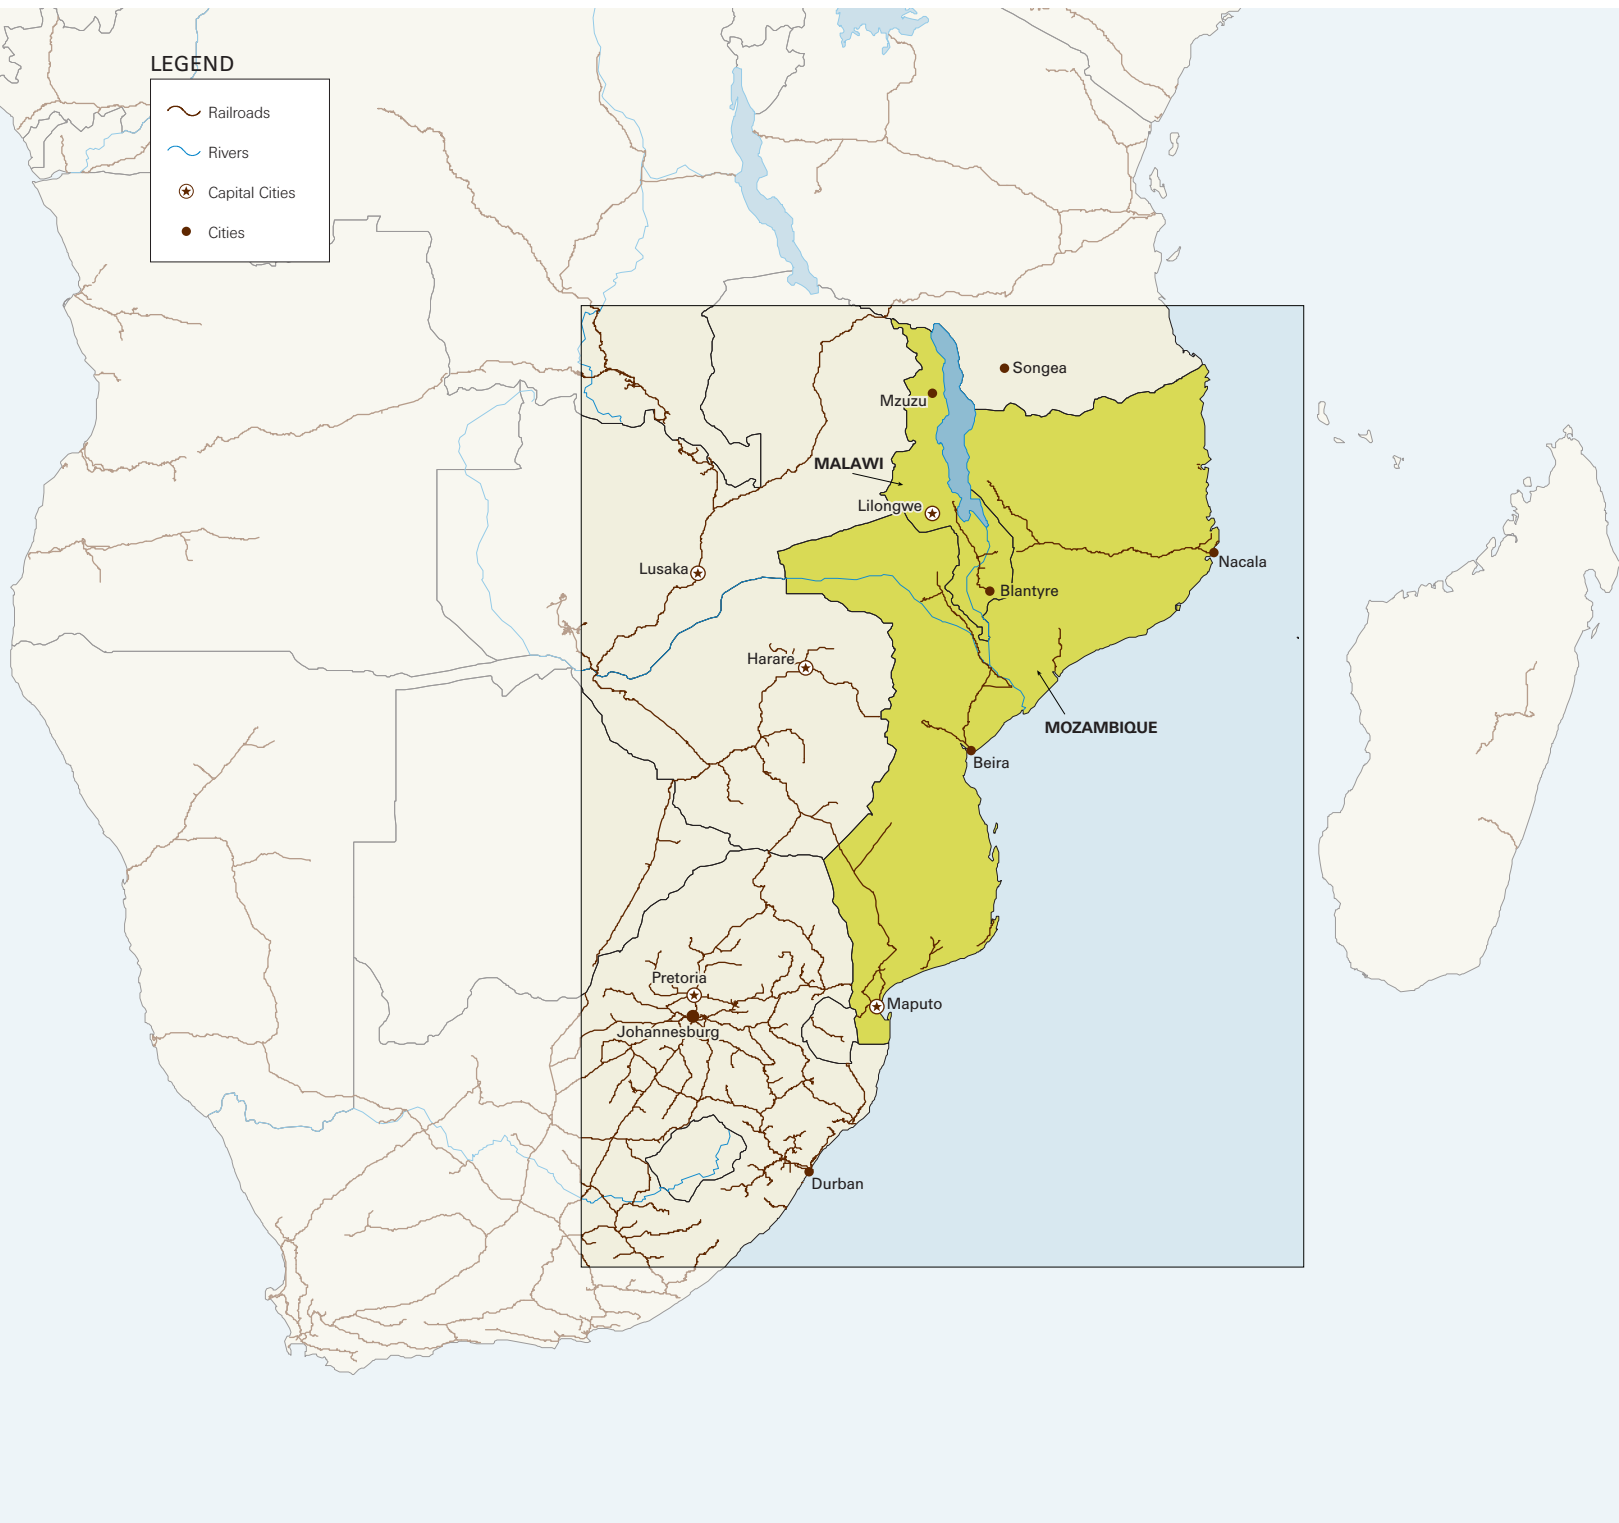 LEGEND
Railroads
Rivers
Capital Cities
Cities
Songea
Mzuzu
MALAWI
Lilongwe
Nacala
Lusaka
Blantyre
Harare
MOZAMBIQUE
Beira
Pretoria
Maputo
Johannesburg
Durban